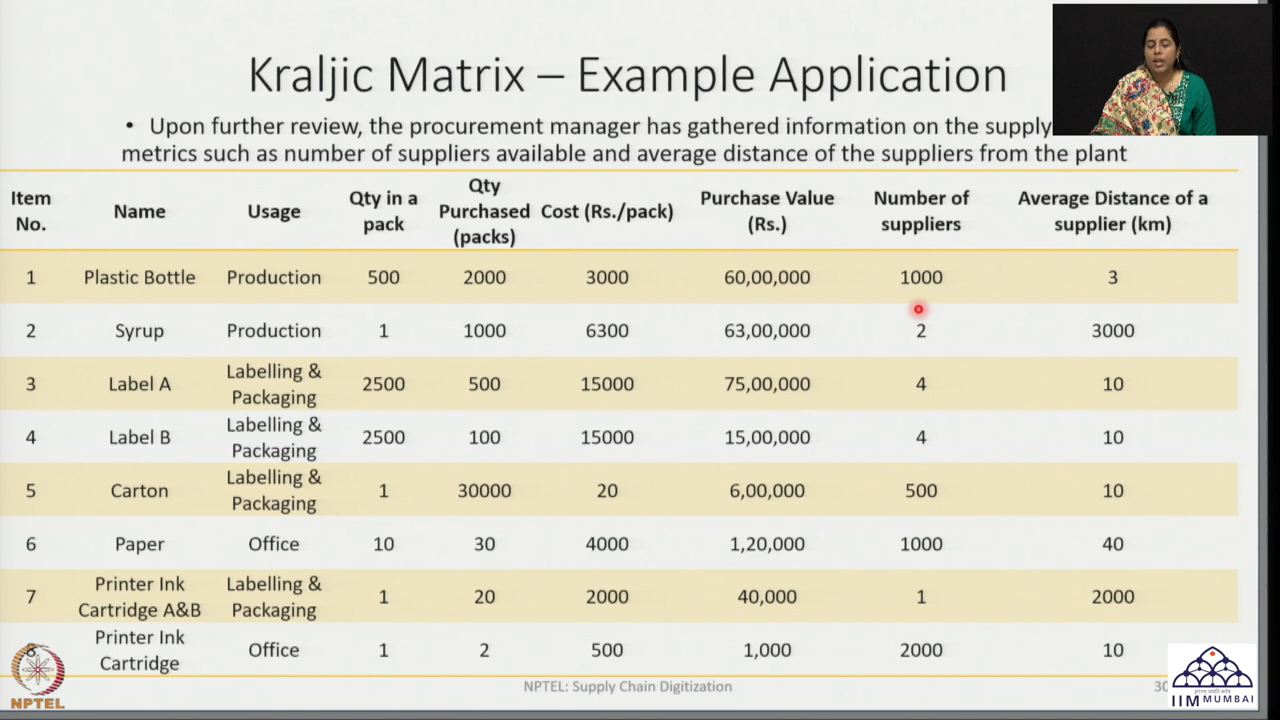 Kraljic Matrix – Example Application
• Upon further review, the procurement manager has gathered information on the supply
metrics such as number of suppliers available and average distance of the suppliers from the plant
Item No. Name Usage Qty in a pack Qty Purchased (packs) Cost (Rs./pack) Purchase Value (Rs.) Number of suppliers Average Distance of a supplier (km)
1 Plastic Bottle Production 500 2000 3000 60,00,000 1000 3
2 Syrup Production 1 1000 6300 63,00,000 2 3000
3 Label A Labelling & Packaging 2500 500 15000 75,00,000 4 10
4 Label B Labelling & Packaging 2500 100 15000 15,00,000 4 10
5 Carton Labelling & Packaging 1 30000 20 6,00,000 500 10
6 Paper Office 10 30 4000 1,20,000 1000 40
7 Printer Ink Cartridge A&B Labelling & Packaging 1 20 2000 40,000 1 2000
8 Printer Ink Cartridge Office 1 2 500 1,000 2000 10
NPTEL: Supply Chain Digitization
30
NPTEL
IIM MUMBAI